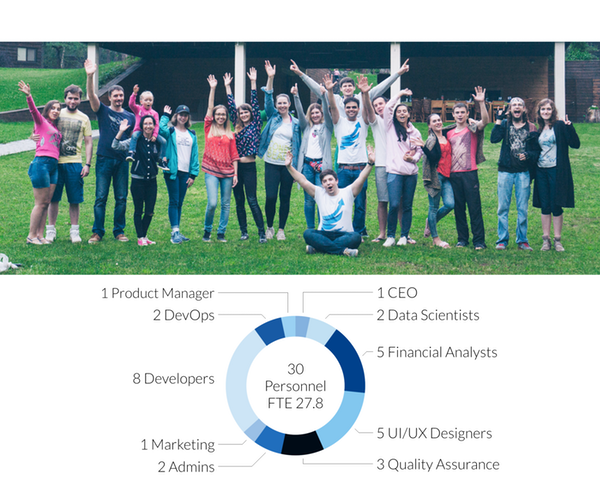 1 Product Manager
1 CEO
2 DevOps
2 Data Scientists
5 Financial Analysts
8 Developers
30
Personnel
FTE 27.8
5 UI/UX Designers
1 Marketing
3 Quality Assurance
2 Admins